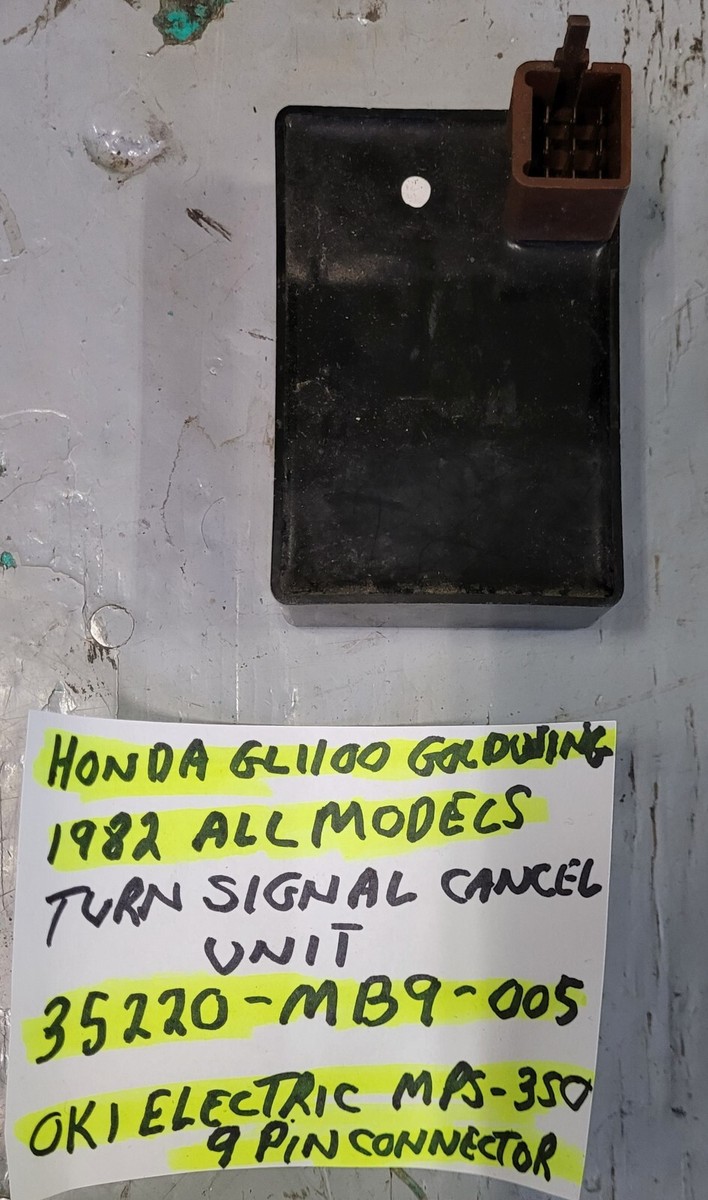 HONDA GL1100 GOLDWING
1982 ALL MODELS
TURN SIGNAL CANCEL
UNIT
35220-MB9-005
OKI ELECTRIC MPS-350
9 PIN CONNECTOR